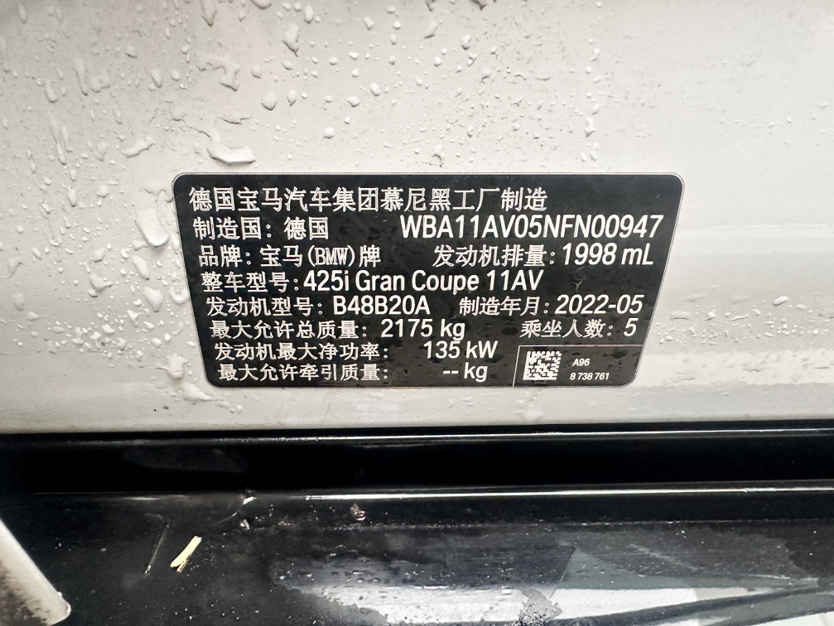 德国宝马汽车集团慕尼黑工厂制造
制造国：德国 WBA11AV05NFN00947
品牌：宝马(BMW)牌 发动机排量：1998 mL
整车型号：425i Gran Coupe 11AV
发动机型号：B48B20A 制造年月：2022-05
最大允许总质量：2175 kg 乘坐人数：5
发动机最大净功率：135 kW
最大允许牵引质量：-- kg
A96
8 738 761